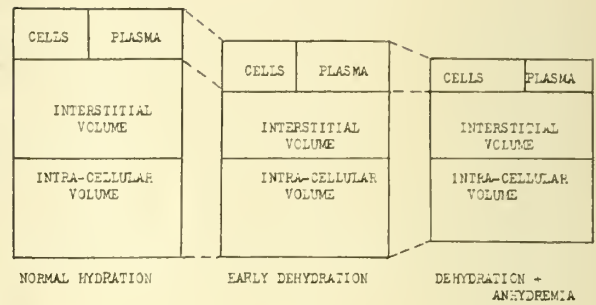 CELLS
PLASMA
INTERSTITIAL
VOLUME
INTRA-CELLULAR
VOLUME
NORMAL HYDRATION
CELLS
PLASMA
INTERSTITIAL
VOLUME
INTRA-CELLULAR
VOLUME
EARLY DEHYDRATION
CELLS
PLASMA
INTERSTITIAL
VOLUME
INTRA-CELLULAR
VOLUME
DEHYDRATION +
ANHYDREMIA